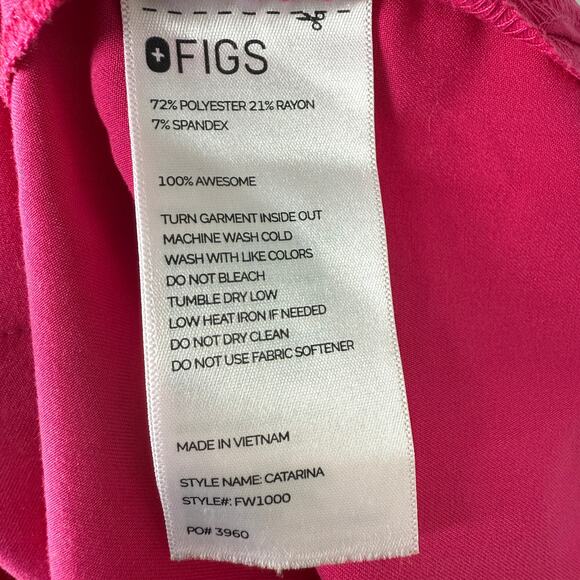 FIGS
72% POLYESTER 21% RAYON
7% SPANDEX
100% AWESOME
TURN GARMENT INSIDE OUT
MACHINE WASH COLD
WASH WITH LIKE COLORS
DO NOT BLEACH
TUMBLE DRY LOW
LOW HEAT IRON IF NEEDED
DO NOT DRY CLEAN
DO NOT USE FABRIC SOFTENER
MADE IN VIETNAM
STYLE NAME: CATARINA
STYLE#: FW1000
PO# 3960